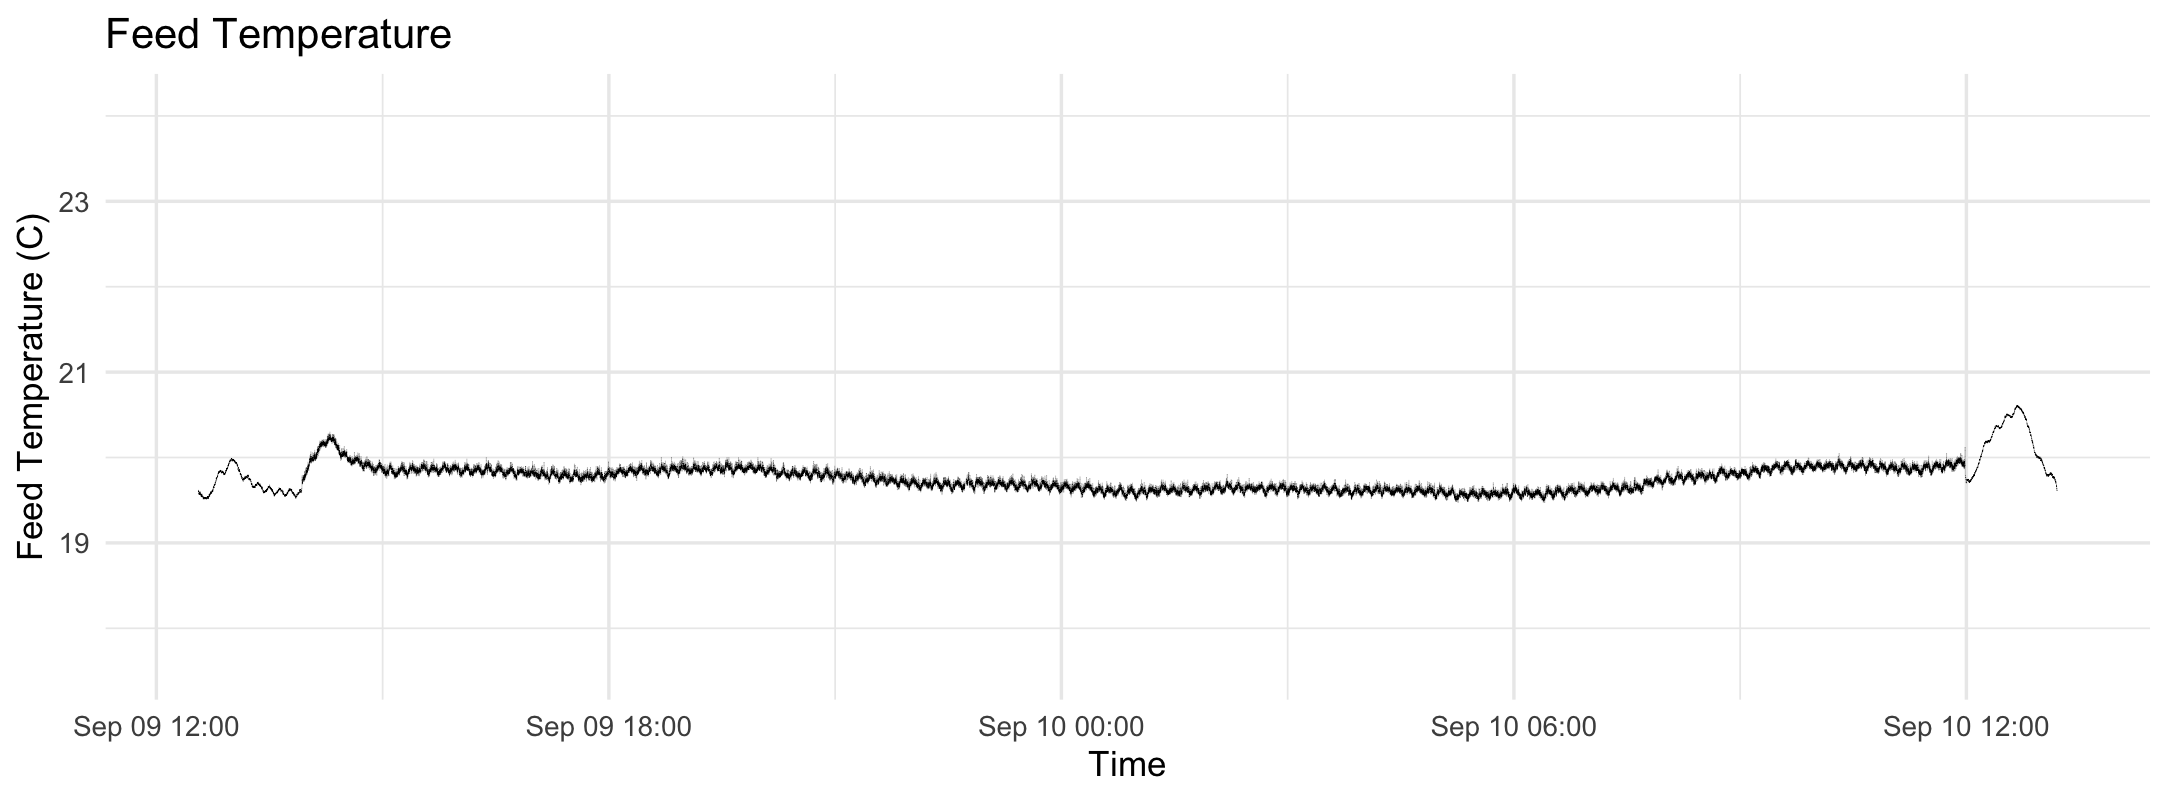 Feed Temperature
Feed Temperature (C)
23
21
19
Sep 09 12:00
Sep 09 18:00
Sep 10 00:00
Sep 10 06:00
Sep 10 12:00
Time